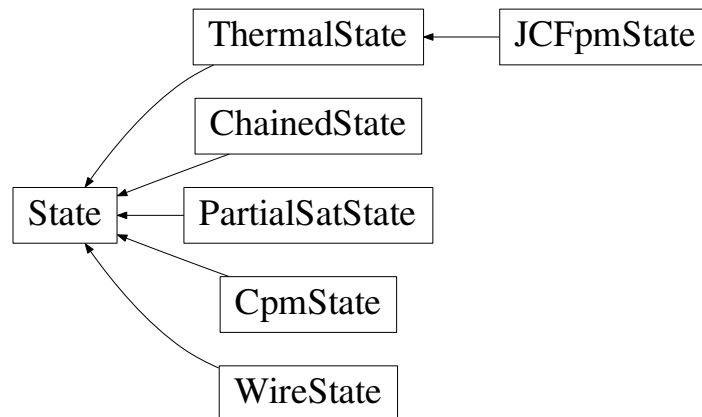 ThermalState
JCFpmState
ChainedState
State
PartialSatState
CpmState
WireState